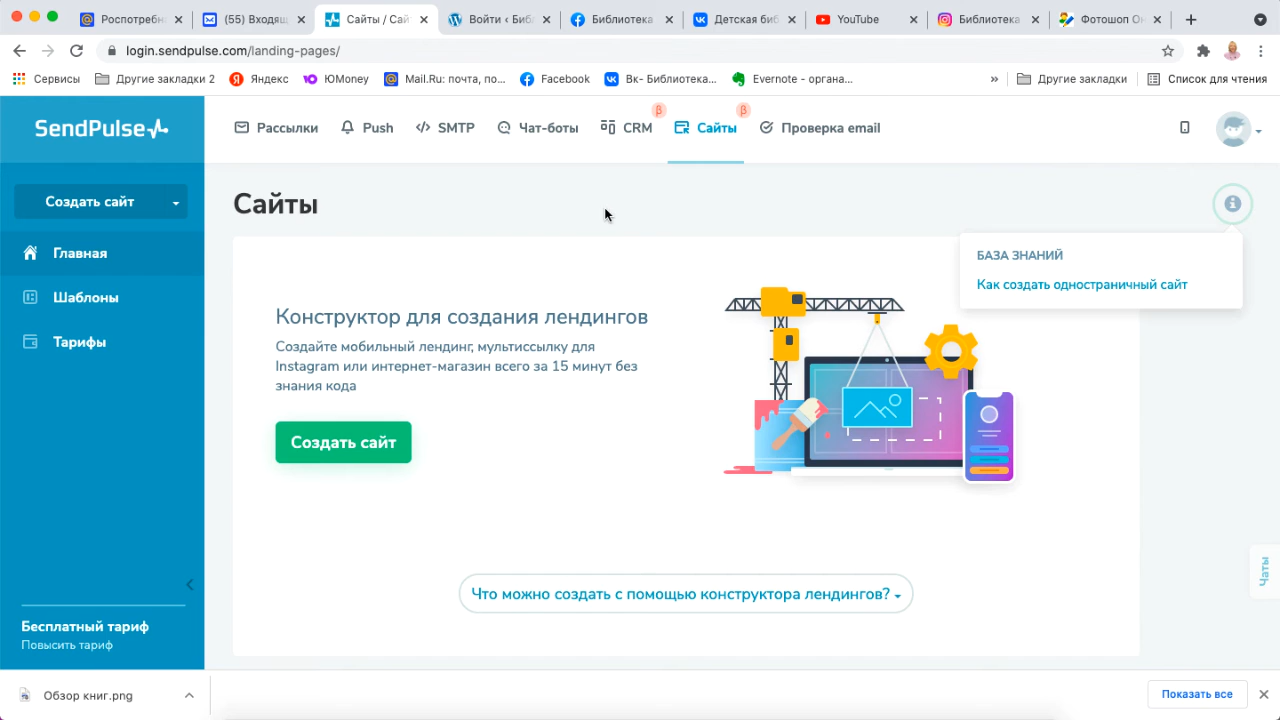 Роспотребн
(55) Входящ
Сайты / Сай
Войти ‹ Биб
Библиотека
Детская биб
YouTube
Библиотека
Фотошоп Он
login.sendpulse.com/landing-pages/
Сервисы
Другие закладки 2
Яндекс
ЮMoney
Mail.Ru: почта, по...
Facebook
Вк- Библиотека...
Evernote - органа...
»
Другие закладки
Список для чтения
SendPulse
Рассылки
Push
SMTP
Чат-боты
CRM
β
Сайты
β
Проверка email
Создать сайт
Главная
Шаблоны
Тарифы
Бесплатный тариф
Повысить тариф
Сайты
БАЗА ЗНАНИЙ
Как создать одностраничный сайт
Конструктор для создания лендингов
Создайте мобильный лендинг, мультиссылку для
Instagram или интернет-магазин всего за 15 минут без
знания кода
Создать сайт
Что можно создать с помощью конструктора лендингов?
Чаты
Обзор книг.png
Показать все